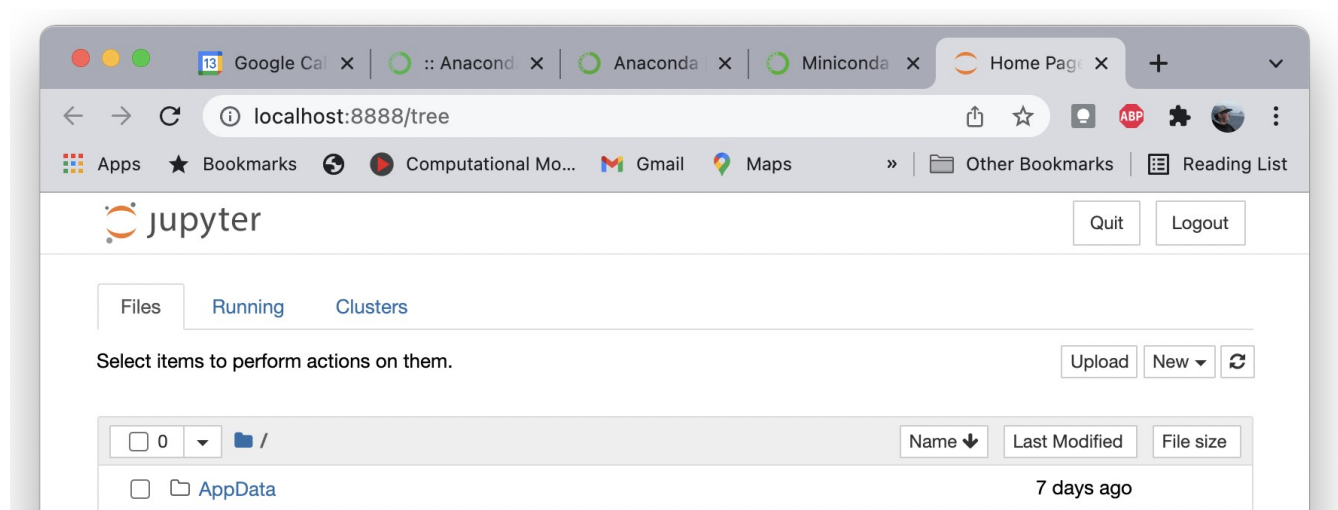 13 Google Cal :: Anacond Anaconda Miniconda Home Page
localhost:8888/tree ABP
Apps Bookmarks Computational Mo... Gmail Maps » Other Bookmarks Reading List
jupyter Quit Logout
Files Running Clusters
Select items to perform actions on them. Upload New
0 / Name Last Modified File size
AppData 7 days ago